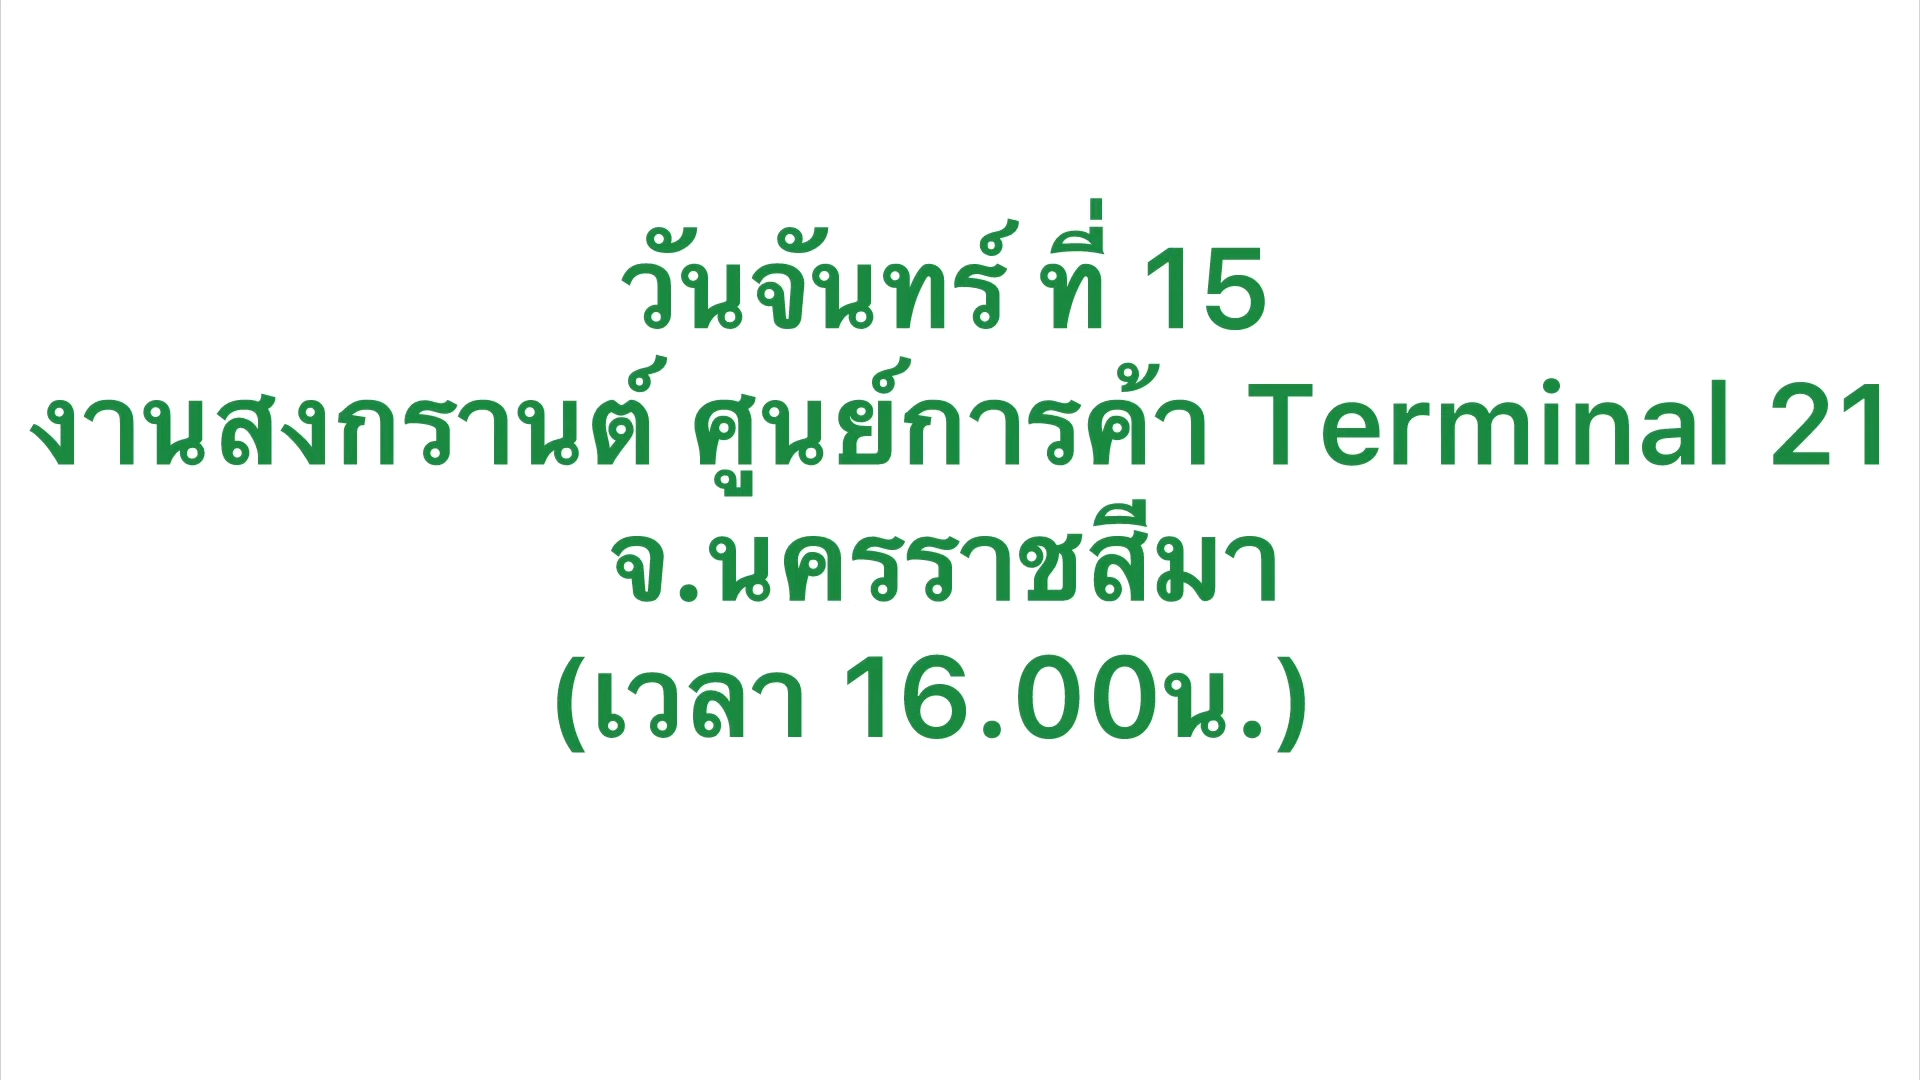 วันจันทร์ ที่ 15
งานสงกรานต์ ศูนย์การค้า Terminal 21
จ.นครราชสีมา
(เวลา 16.00น.)